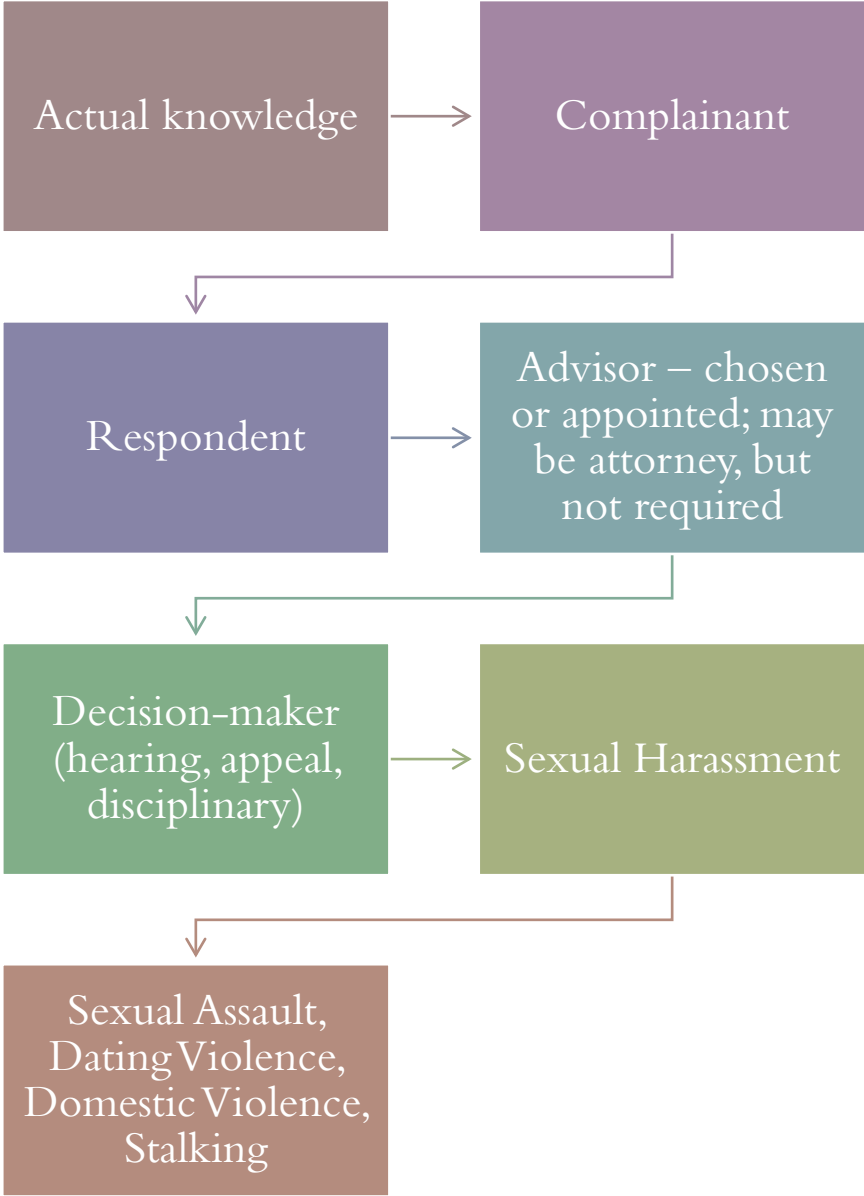 Actual knowledge
Complainant
Respondent
Advisor – chosen
or appointed; may
be attorney, but
not required
Decision-maker
(hearing, appeal,
disciplinary)
Sexual Harassment
Sexual Assault,
Dating Violence,
Domestic Violence,
Stalking